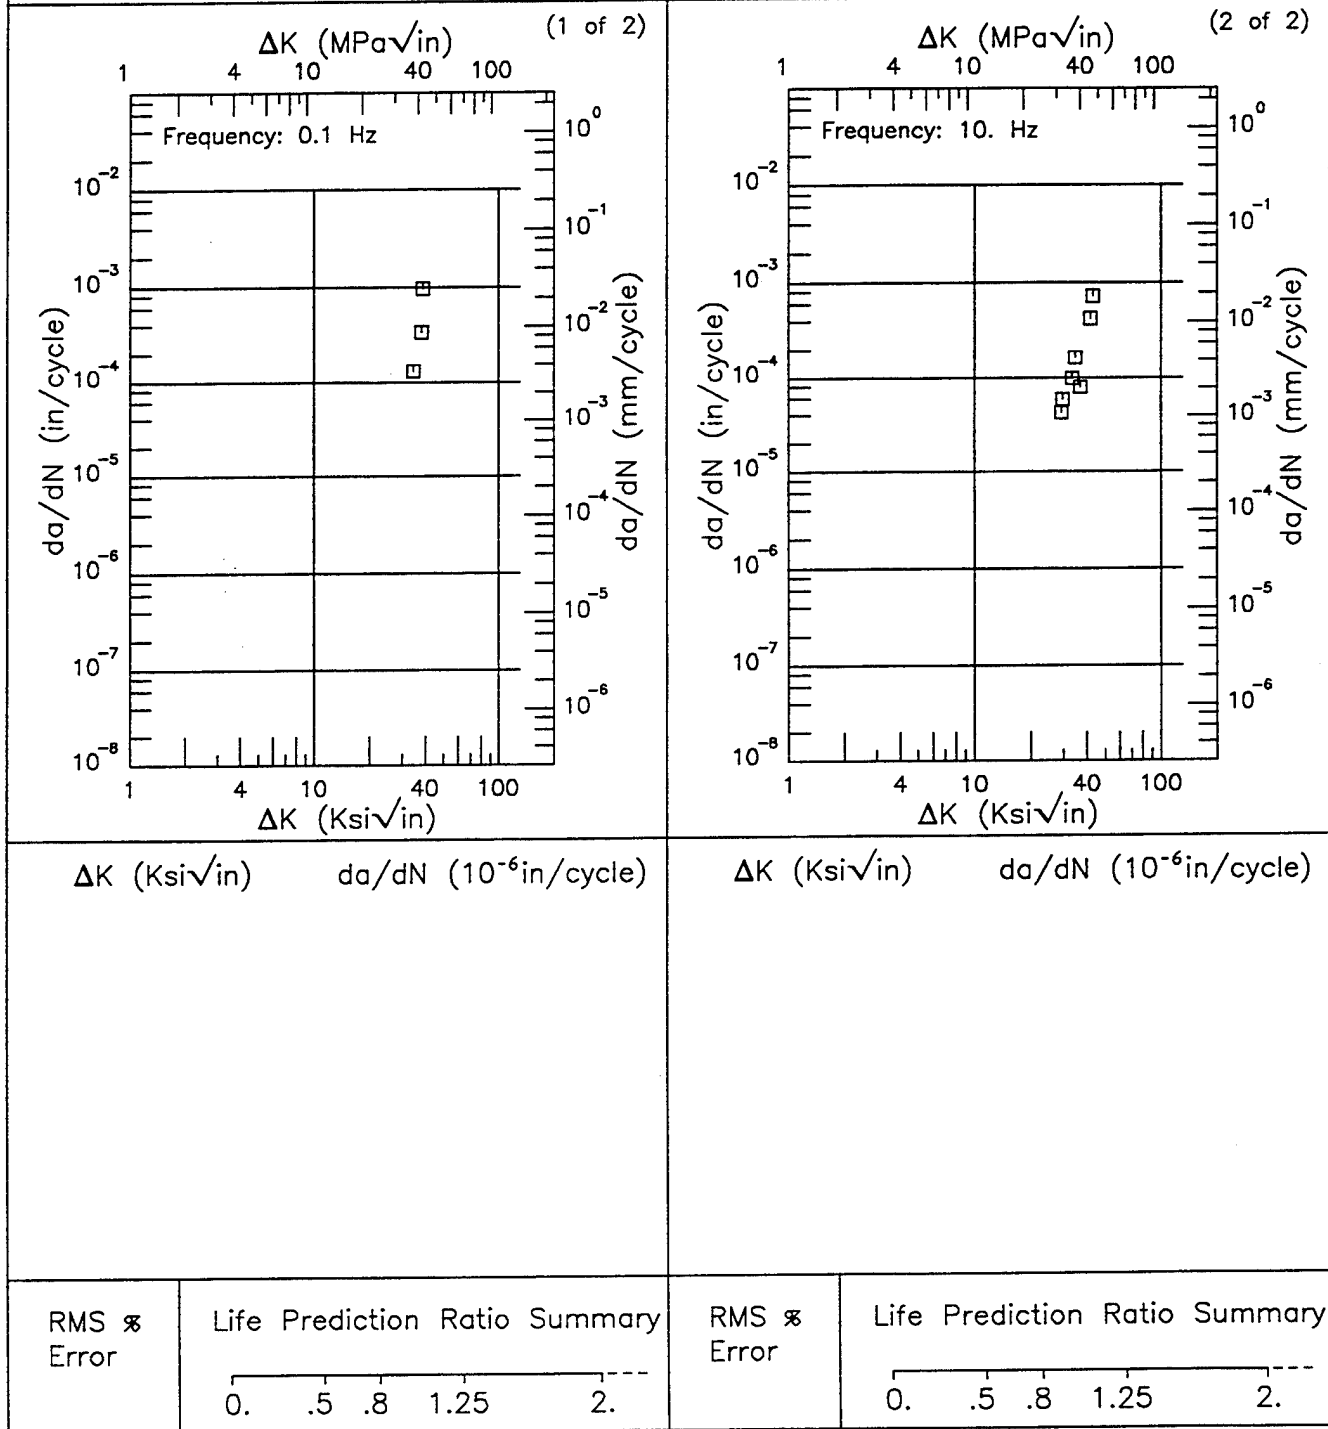 (1 of 2)
ΔK (MPa√in)
1 4 10 40 100
Frequency: 0.1 Hz
10⁰
10⁻²
10⁻¹
10⁻³
10⁻²
10⁻⁴
10⁻³
10⁻⁵
10⁻⁴
10⁻⁶
10⁻⁵
10⁻⁷
10⁻⁶
10⁻⁸
da/dN (in/cycle)
da/dN (mm/cycle)
1 4 10 40 100
ΔK (Ksi√in)
ΔK (Ksi√in) da/dN (10⁻⁶in/cycle)
RMS %
Error
Life Prediction Ratio Summary
0. .5 .8 1.25 2.
(2 of 2)
ΔK (MPa√in)
1 4 10 40 100
Frequency: 10. Hz
10⁰
10⁻²
10⁻¹
10⁻³
10⁻²
10⁻⁴
10⁻³
10⁻⁵
10⁻⁴
10⁻⁶
10⁻⁵
10⁻⁷
10⁻⁶
10⁻⁸
da/dN (in/cycle)
da/dN (mm/cycle)
1 4 10 40 100
ΔK (Ksi√in)
ΔK (Ksi√in) da/dN (10⁻⁶in/cycle)
RMS %
Error
Life Prediction Ratio Summary
0. .5 .8 1.25 2.